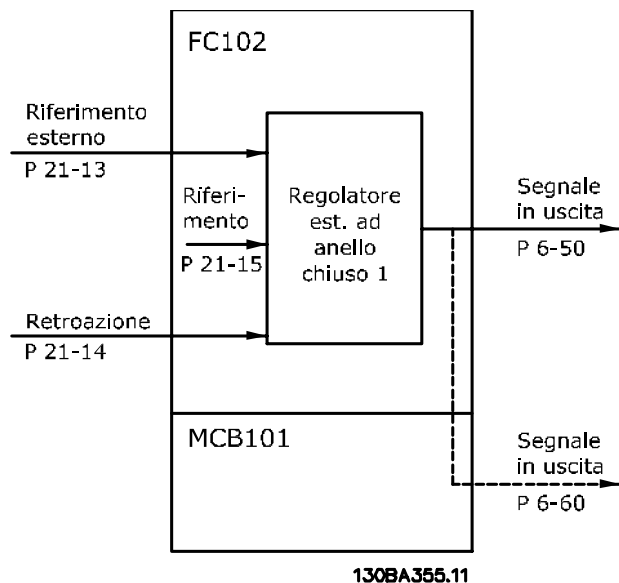 FC102
Riferimento
esterno
P 21-13
Riferi-
mento
P 21-15
Regolatore
est. ad
anello
chiuso 1
Segnale
in uscita
P 6-50
Retroazione
P 21-14
MCB101
Segnale
in uscita
P 6-60
130BA355.11